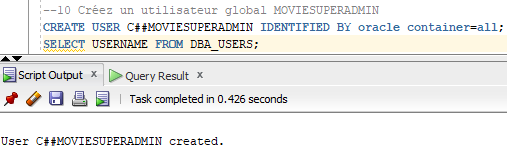 --10 Créez un utilisateur global MOVIESUPERADMIN
CREATE USER C##MOVIESUPERADMIN IDENTIFIED BY oracle container=all;
SELECT USERNAME FROM DBA_USERS;
Script Output x Query Result x
Task completed in 0.426 seconds
User C##MOVIESUPERADMIN created.